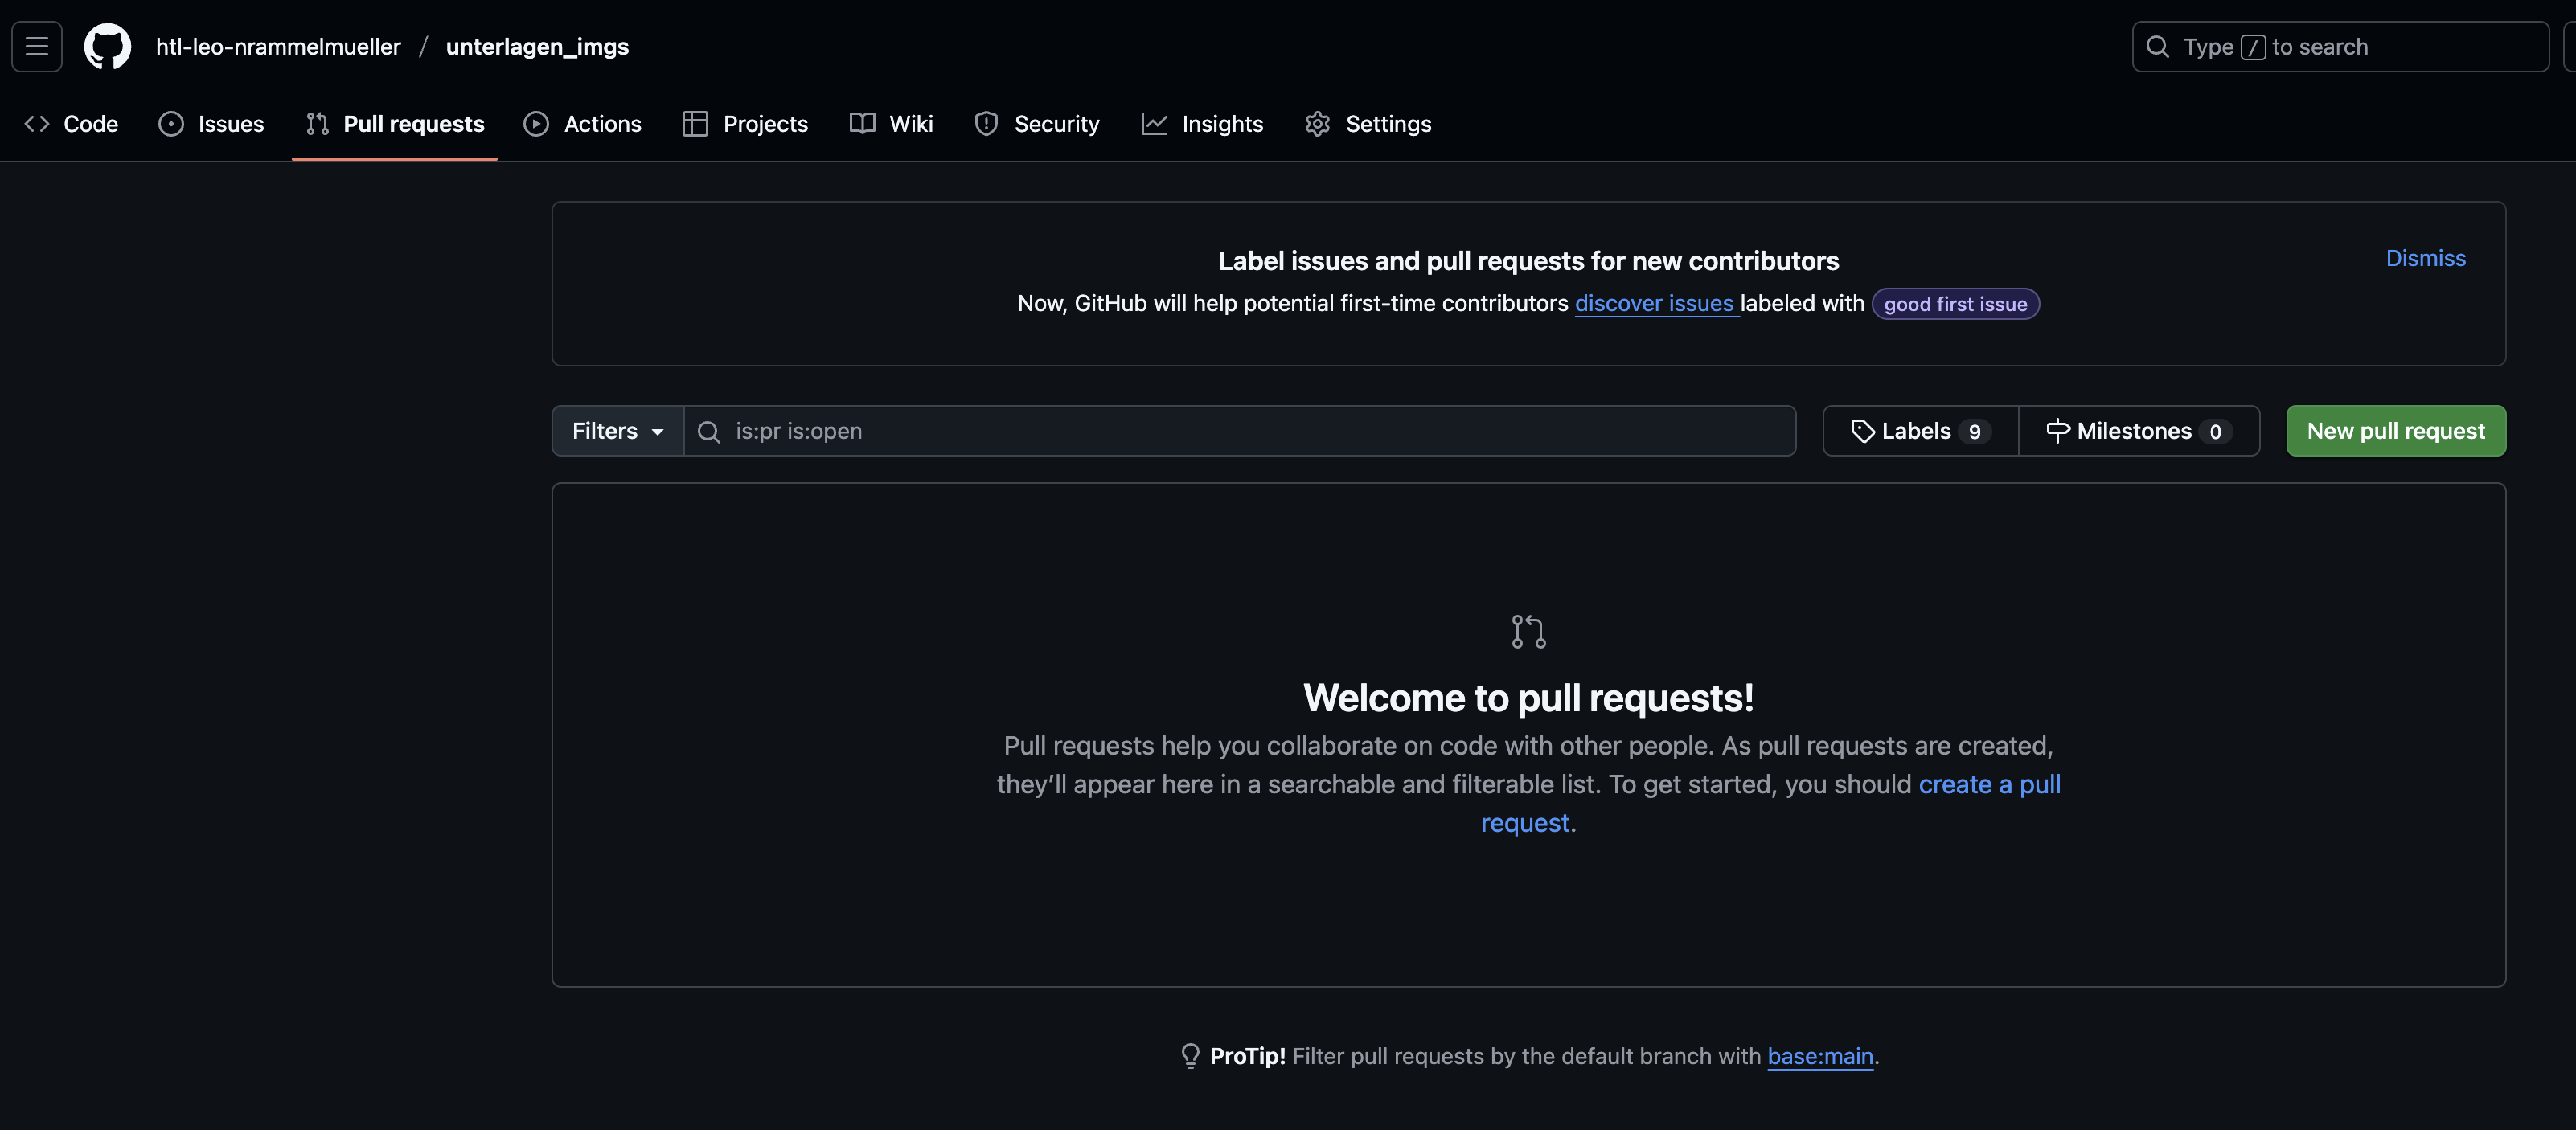 htl-leo-nrammelmueller / unterlagen_imgs
Type / to search
Code Issues Pull requests Actions Projects Wiki Security Insights Settings
Label issues and pull requests for new contributors
Dismiss
Now, GitHub will help potential first-time contributors discover issues labeled with good first issue
Filters is:pr is:open Labels 9 Milestones 0 New pull request
Welcome to pull requests!
Pull requests help you collaborate on code with other people. As pull requests are created,
they’ll appear here in a searchable and filterable list. To get started, you should create a pull
request.
ProTip! Filter pull requests by the default branch with base:main.